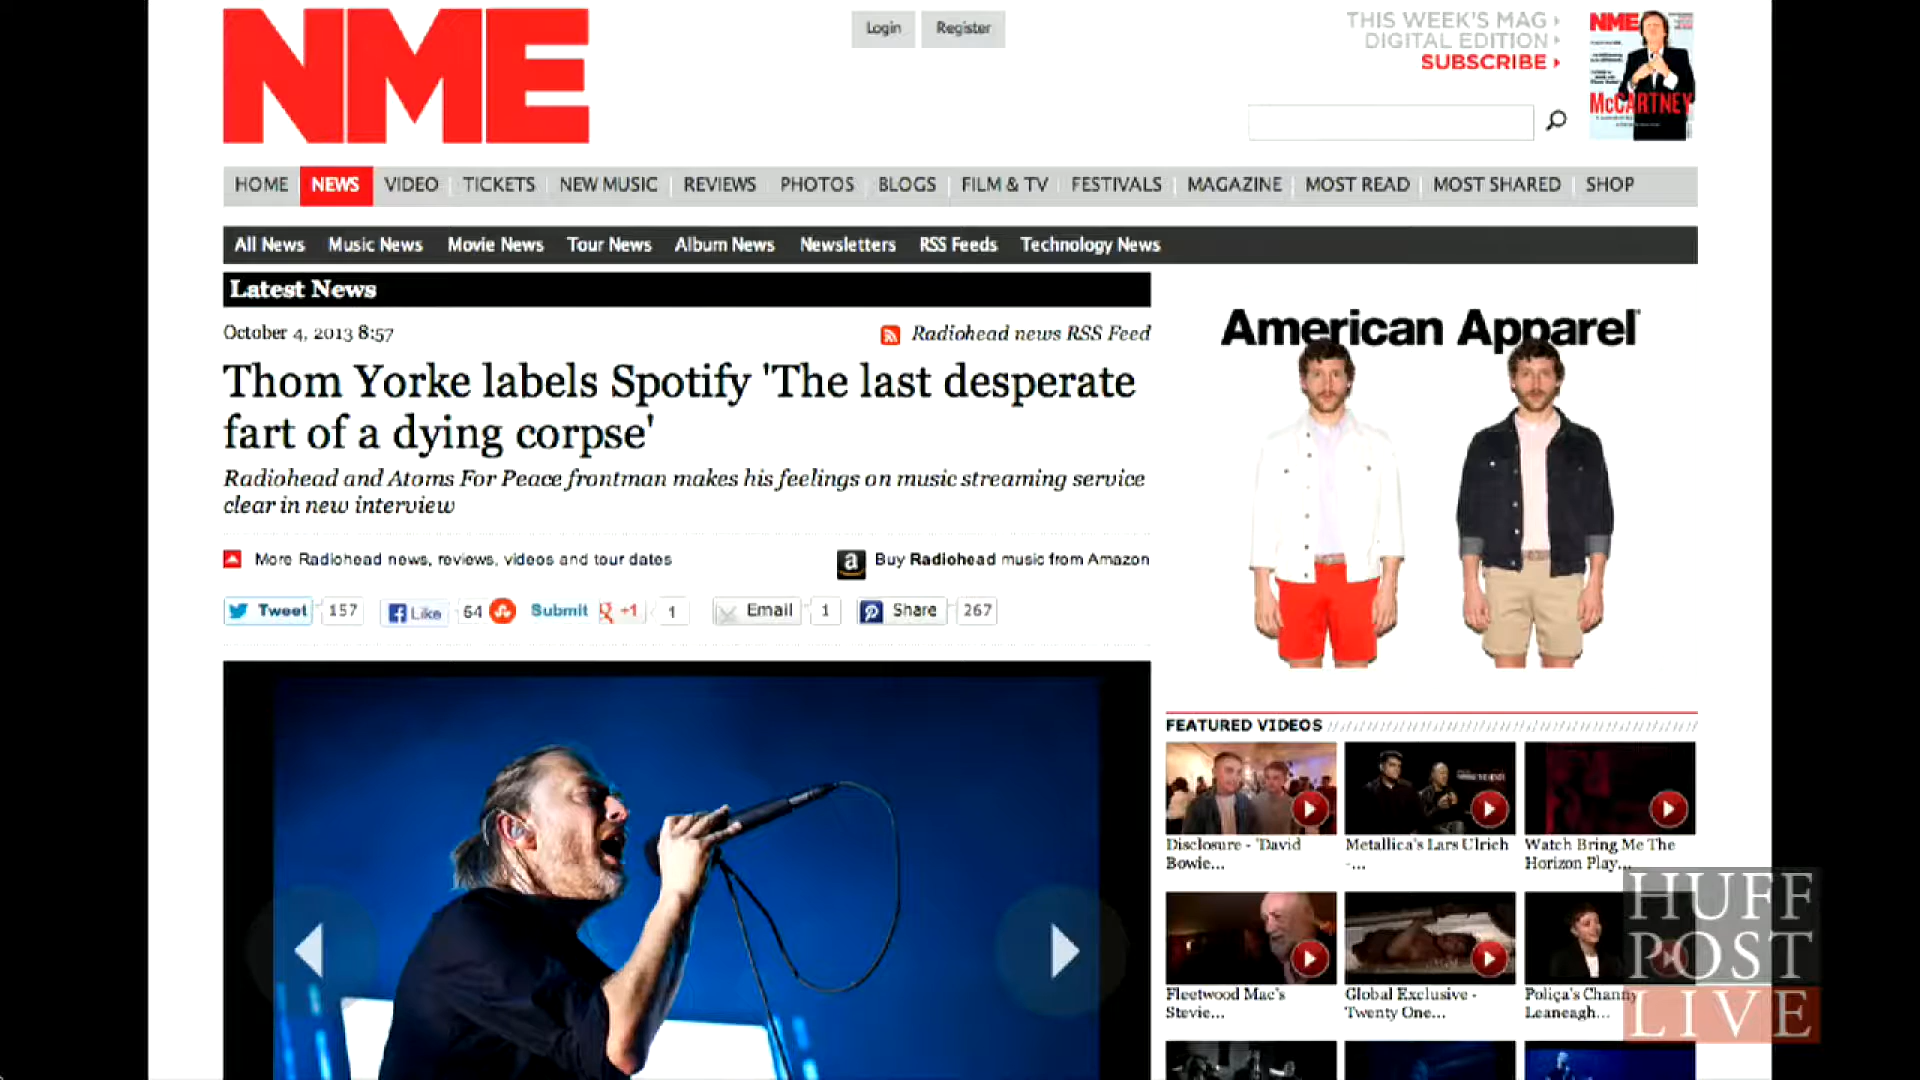 NME
Login
Register
THIS WEEK'S MAG
DIGITAL EDITION
SUBSCRIBE
NME
McCARTNEY
HOME
NEWS
VIDEO
TICKETS
NEW MUSIC
REVIEWS
PHOTOS
BLOGS
FILM & TV
FESTIVALS
MAGAZINE
MOST READ
MOST SHARED
SHOP
All News
Music News
Movie News
Tour News
Album News
Newsletters
RSS Feeds
Technology News
Latest News
October 4, 2013 8:57
Radiohead news RSS Feed
Thom Yorke labels Spotify 'The last desperate
fart of a dying corpse'
Radiohead and Atoms For Peace frontman makes his feelings on music streaming service
clear in new interview
More Radiohead news, reviews, videos and tour dates
a Buy Radiohead music from Amazon
Tweet 157
Like 64
Submit
+1 1
Email 1
Share 267
American Apparel
FEATURED VIDEOS
Disclosure - 'David
Bowie...
Metallica's Lars Ulrich
-...
Watch Bring Me The
Horizon Play...
Fleetwood Mac's
Stevie...
Global Exclusive -
Twenty One...
Poliça's Channy
Leaneagh...
HUFF
POST
LIVE